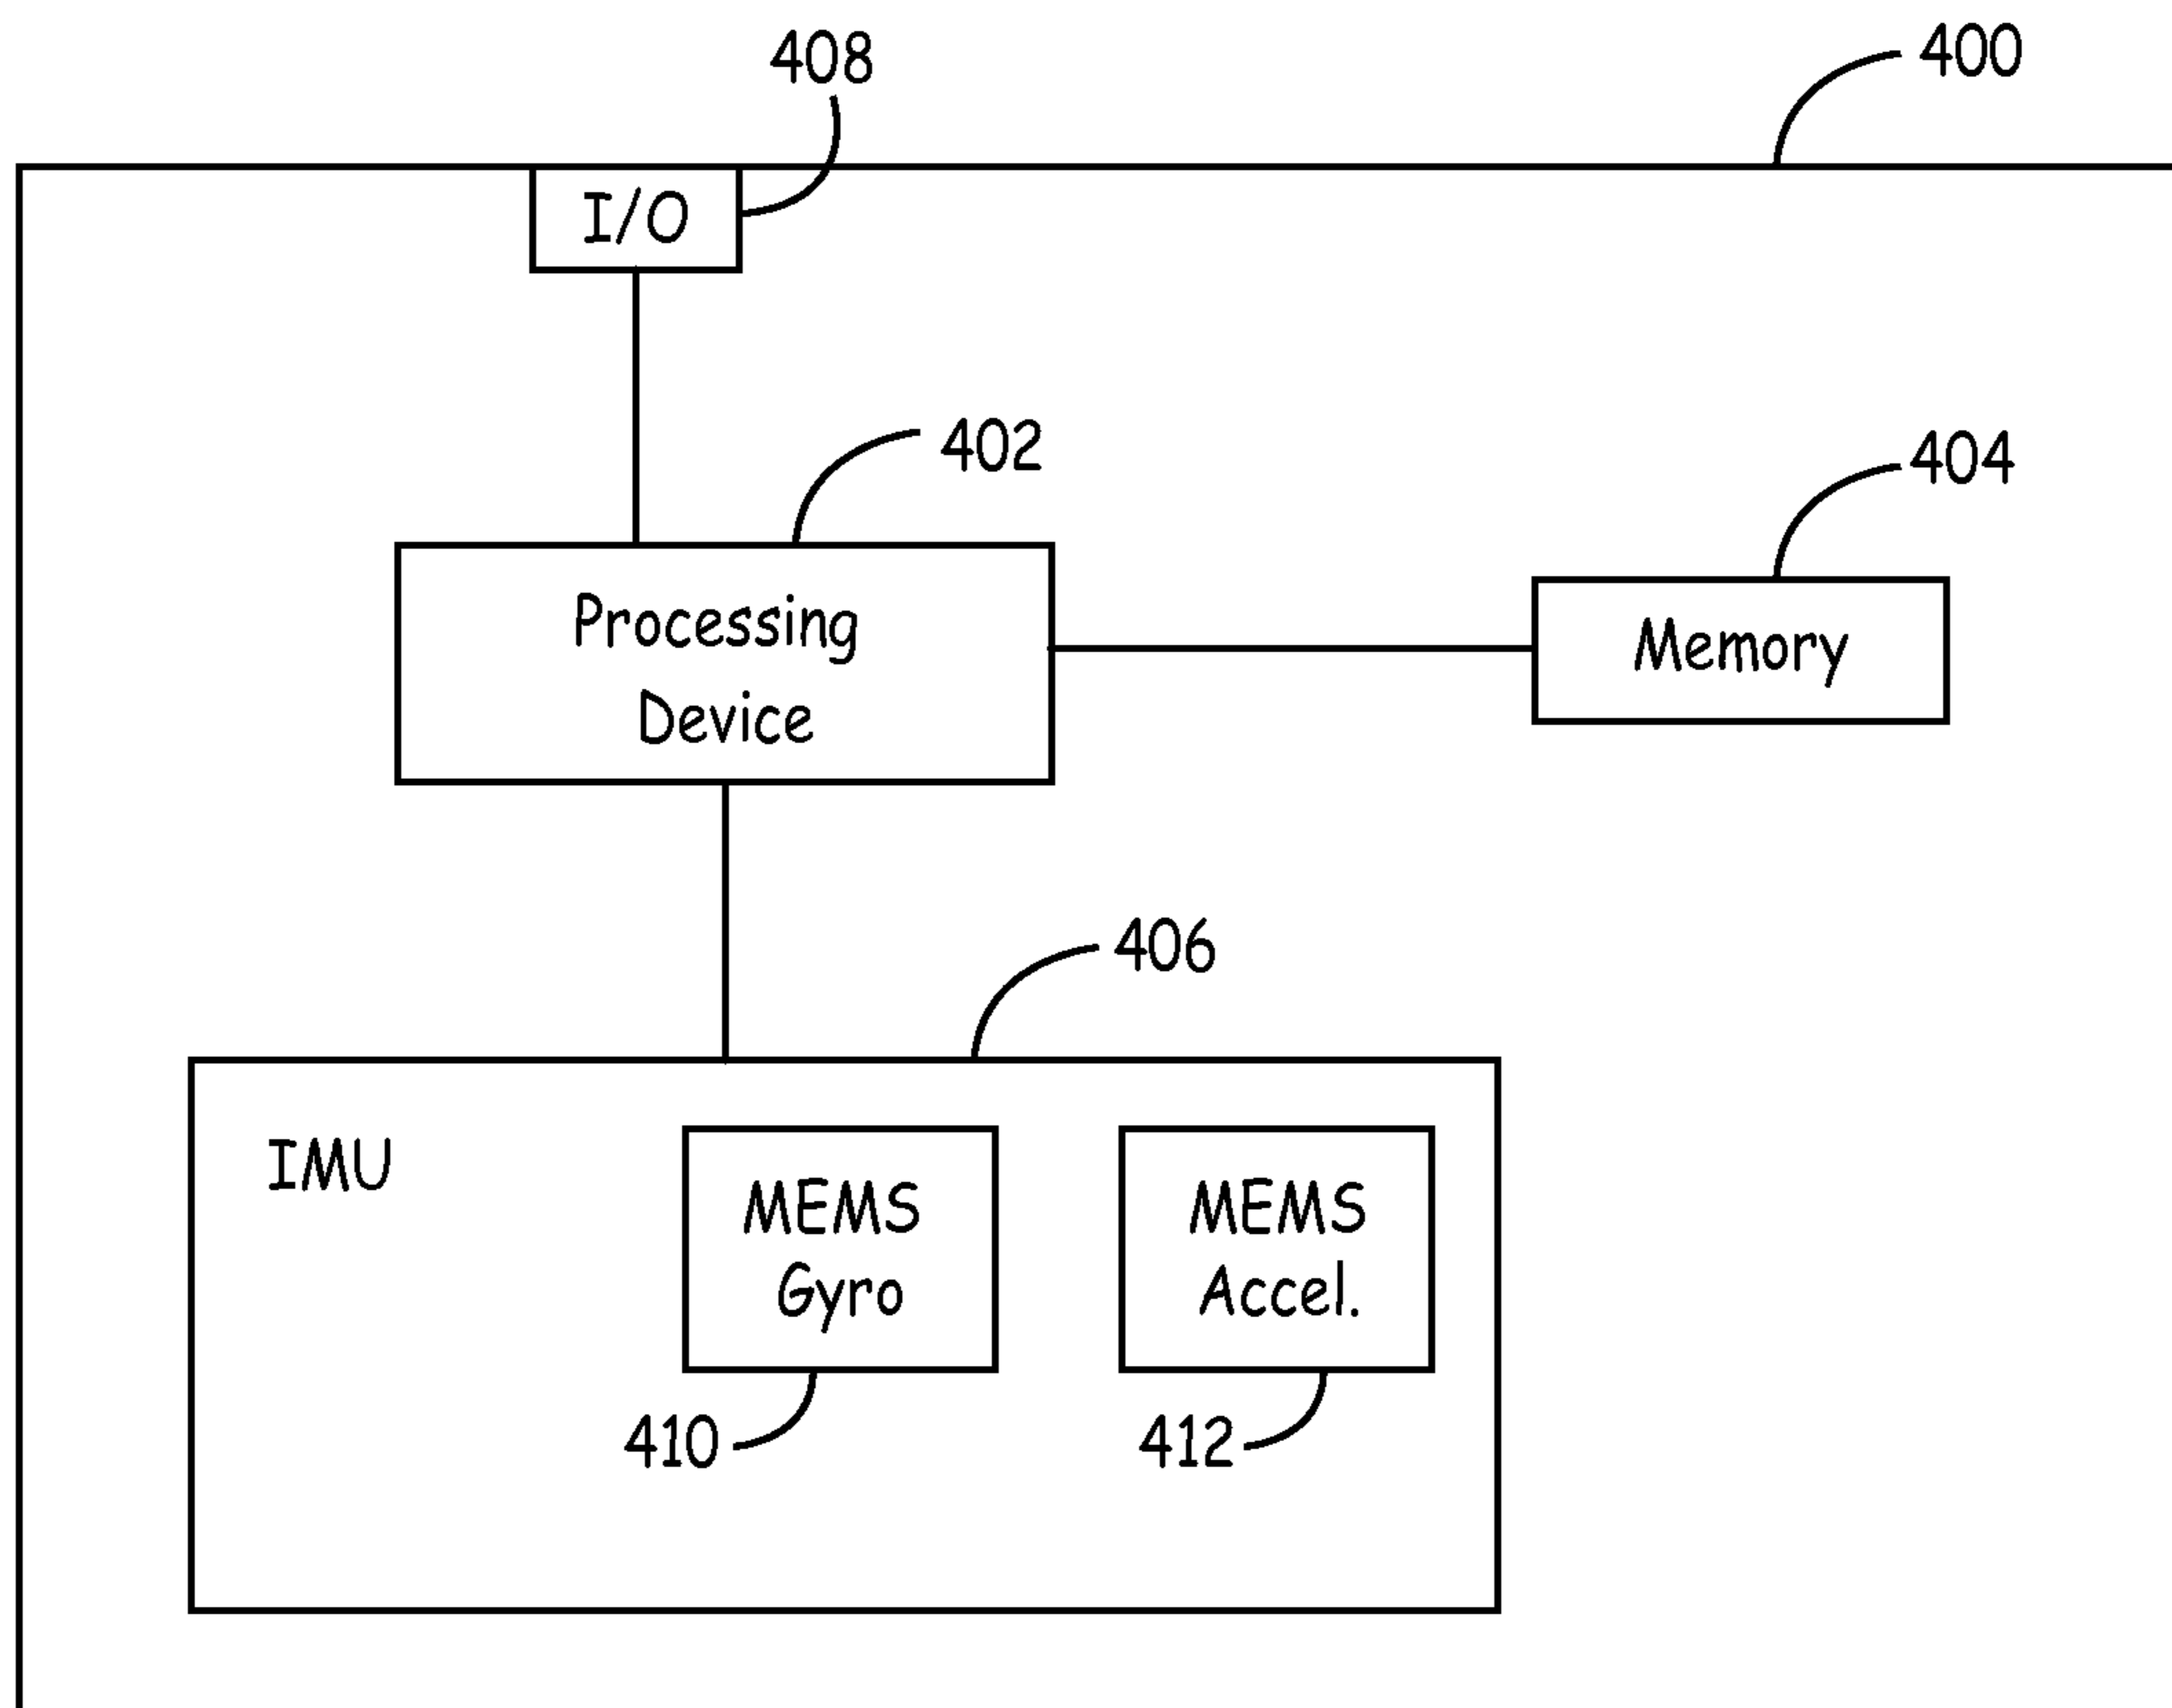 408
400
I/O
402
404
Processing
Device
Memory
406
IMU
MEMS
Gyro
MEMS
Accel.
410
412